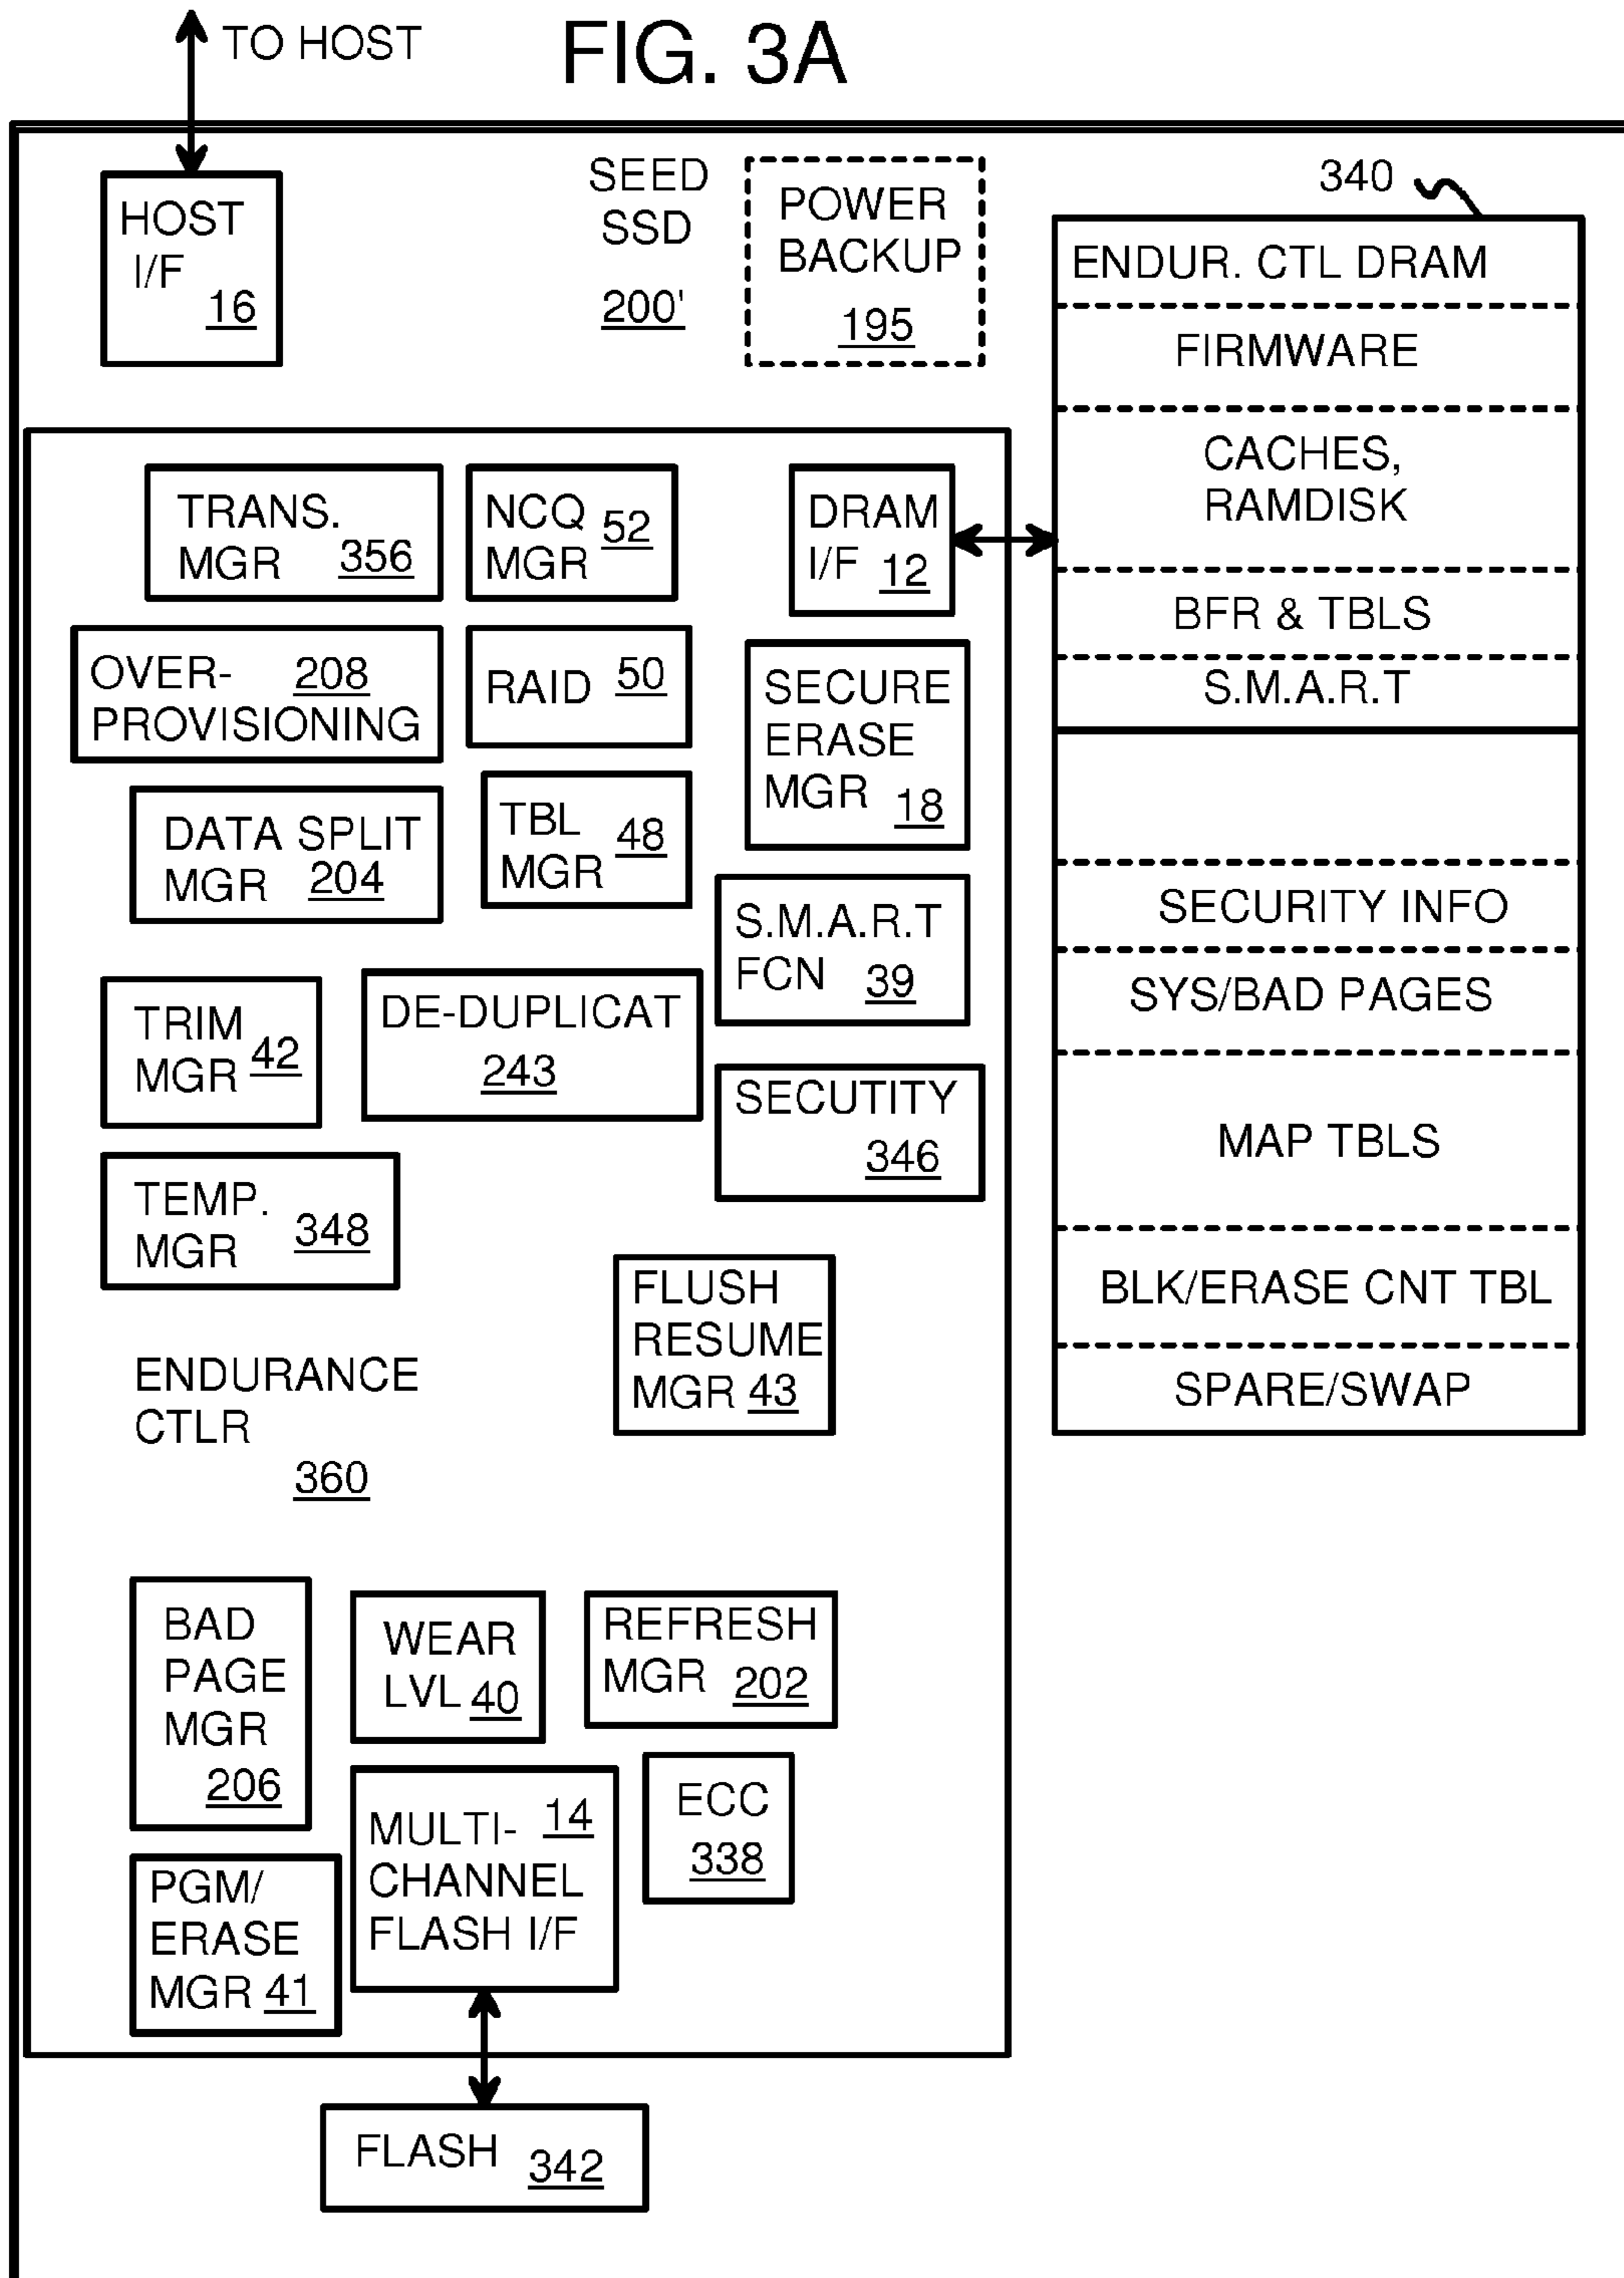 TO HOST
FIG. 3A
HOST
I/F
16
SEED
SSD
200'
POWER
BACKUP
195
340
ENDUR. CTL DRAM
FIRMWARE
CACHES,
RAMDISK
BFR & TBLS
S.M.A.R.T
SECURITY INFO
SYS/BAD PAGES
MAP TBLS
BLK/ERASE CNT TBL
SPARE/SWAP
TRANS.
MGR 356
NCQ 52
MGR
DRAM
I/F 12
OVER- 208
PROVISIONING
RAID 50
SECURE
ERASE
MGR 18
DATA SPLIT
MGR 204
TBL 48
MGR
S.M.A.R.T
FCN 39
TRIM
MGR 42
DE-DUPLICAT
243
SECUTITY
346
TEMP.
MGR 348
FLUSH
RESUME
MGR 43
ENDURANCE
CTLR
360
BAD
PAGE
MGR
206
WEAR
LVL 40
REFRESH
MGR 202
PGM/
ERASE
MGR 41
MULTI- 14
CHANNEL
FLASH I/F
ECC
338
FLASH 342